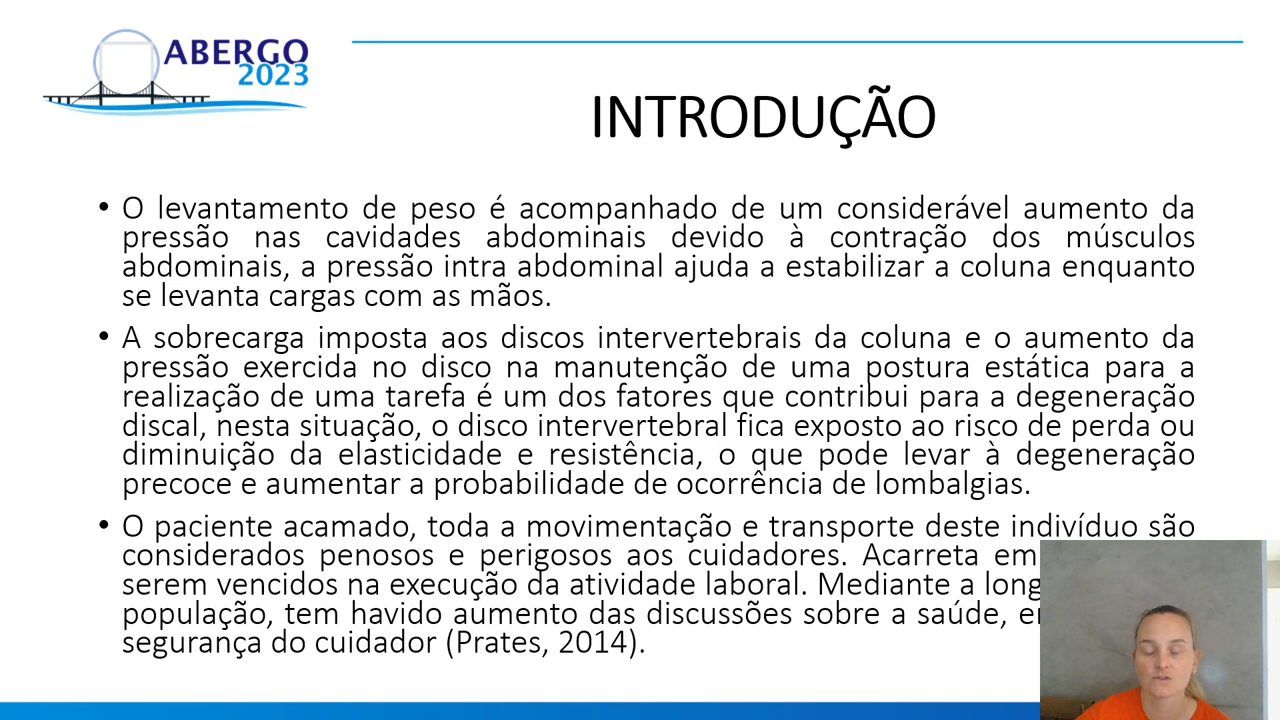 ABERGO
2023
INTRODUÇÃO
• O levantamento de peso é acompanhado de um considerável aumento da
pressão nas cavidades abdominais devido à contração dos músculos
abdominais, a pressão intra abdominal ajuda a estabilizar a coluna enquanto
se levanta cargas com as mãos.
• A sobrecarga imposta aos discos intervertebrais da coluna e o aumento da
pressão exercida no disco na manutenção de uma postura estática para a
realização de uma tarefa é um dos fatores que contribui para a degeneração
discal, nesta situação, o disco intervertebral fica exposto ao risco de perda ou
diminuição da elasticidade e resistência, o que pode levar à degeneração
precoce e aumentar a probabilidade de ocorrência de lombalgias.
• O paciente acamado, toda a movimentação e transporte deste indivíduo são
considerados penosos e perigosos aos cuidadores. Acarreta em
serem vencidos na execução da atividade laboral. Mediante a
população, tem havido aumento das discussões sobre a saúde,
segurança do cuidador (Prates, 2014).